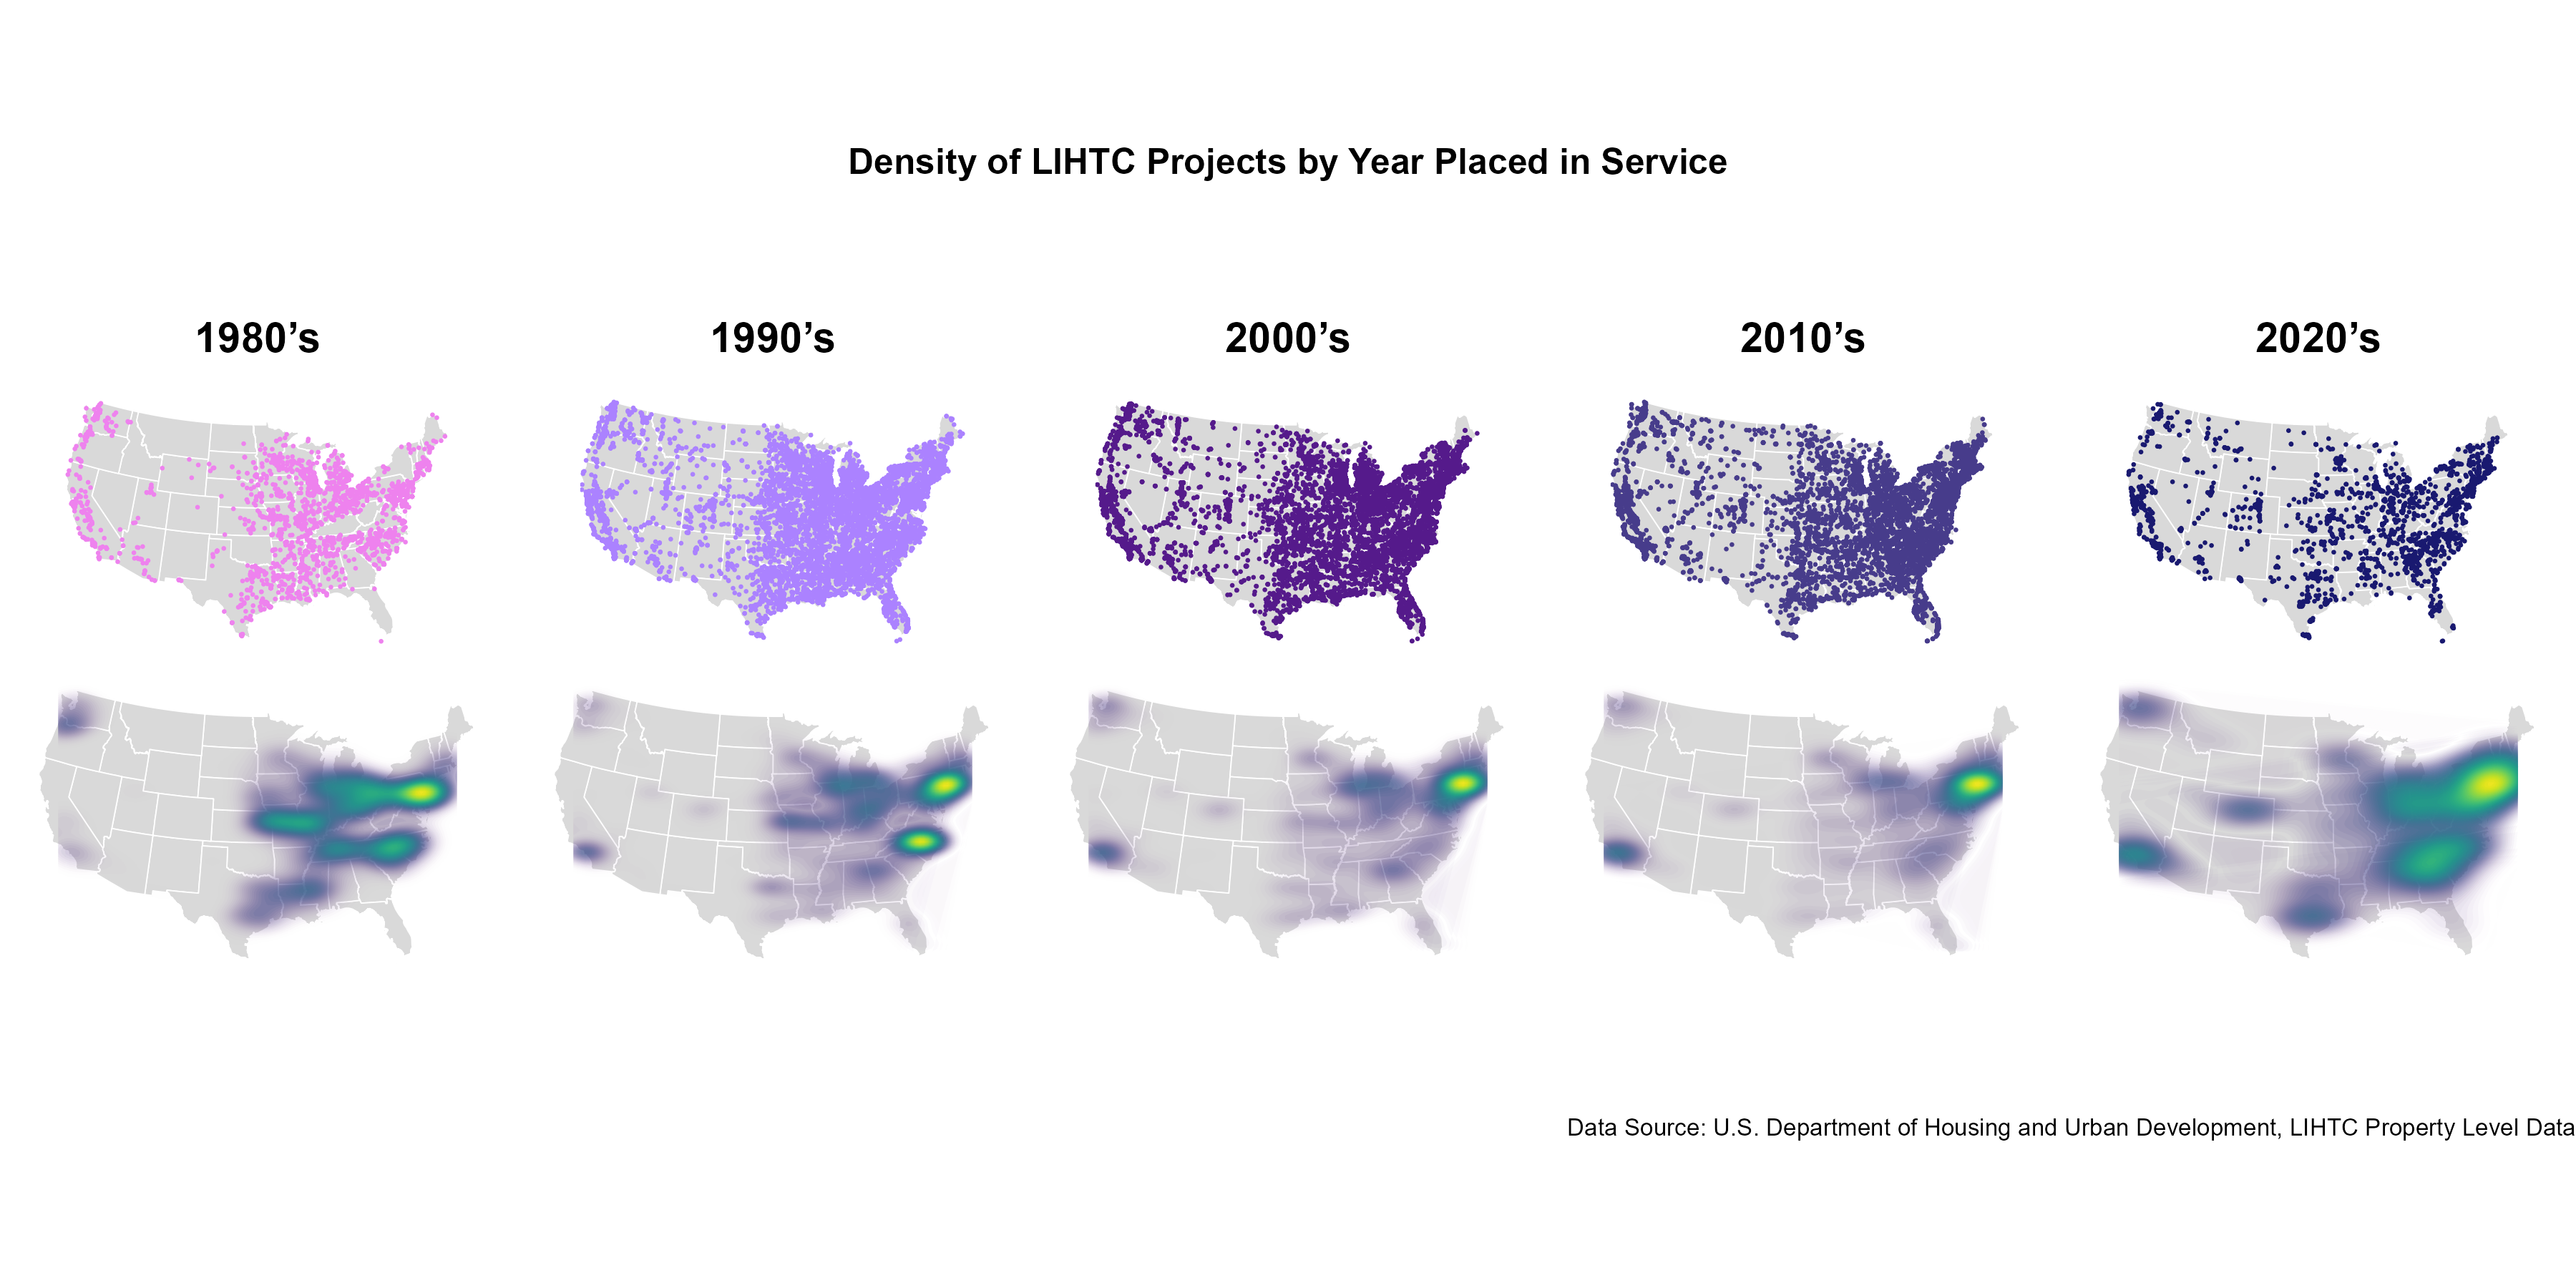 Density of LIHTC Projects by Year Placed in Service
1980’s
1990’s
2000’s
2010’s
2020’s
Data Source: U.S. Department of Housing and Urban Development, LIHTC Property Level Data